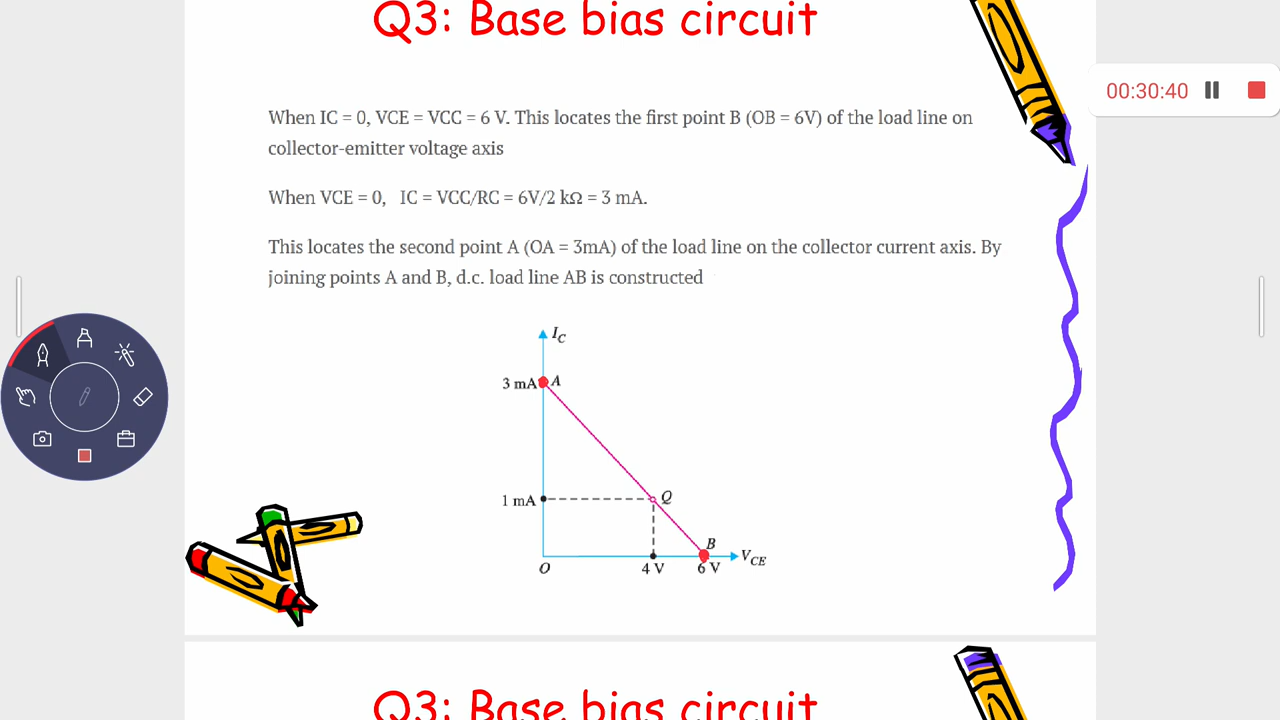 Q3: Base bias circuit
00:30:40
When IC = 0, VCE = VCC = 6 V. This locates the first point B (OB = 6V) of the load line on
collector-emitter voltage axis
When VCE = 0, IC = VCC/RC = 6V/2 kΩ = 3 mA.
This locates the second point A (OA = 3mA) of the load line on the collector current axis. By
joining points A and B, d.c. load line AB is constructed
I_C
3 mA A
1 mA Q
B
V_CE
O 4 V 6 V
Q3: Base bias circuit